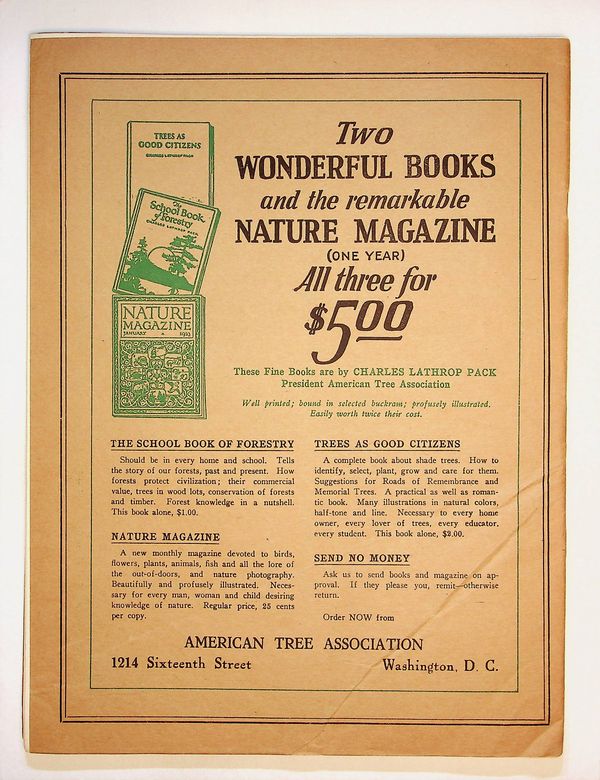 TREES AS
GOOD CITIZENS
CHARLES LATHROP PACK
The
School Book
of Forestry
CHARLES LATHROP PACK
NATURE
MAGAZINE
JANUARY 1923
Two
WONDERFUL BOOKS
and the remarkable
NATURE MAGAZINE
(ONE YEAR)
All three for
$5.00
These Fine Books are by CHARLES LATHROP PACK
President American Tree Association
Well printed; bound in selected buckram; profusely illustrated.
Easily worth twice their cost.
THE SCHOOL BOOK OF FORESTRY
Should be in every home and school. Tells
the story of our forests, past and present. How
forests protect civilization; their commercial
value, trees in wood lots, conservation of forests
and timber. Forest knowledge in a nutshell.
This book alone, $1.00.
NATURE MAGAZINE
A new monthly magazine devoted to birds,
flowers, plants, animals, fish and all the lore of
the out-of-doors, and nature photography.
Beautifully and profusely illustrated. Neces-
sary for every man, woman and child desiring
knowledge of nature. Regular price, 25 cents
per copy.
TREES AS GOOD CITIZENS
A complete book about shade trees. How to
identify, select, plant, grow and care for them.
Suggestions for Roads of Remembrance and
Memorial Trees. A practical as well as roman-
tic book. Many illustrations in natural colors,
half-tone and line. Necessary to every home
owner, every lover of trees, every educator,
every student. This book alone, $2.00.
SEND NO MONEY
Ask us to send books and magazine on ap-
proval. If they please you, remit—otherwise
return.
Order NOW from
AMERICAN TREE ASSOCIATION
1214 Sixteenth Street Washington, D. C.